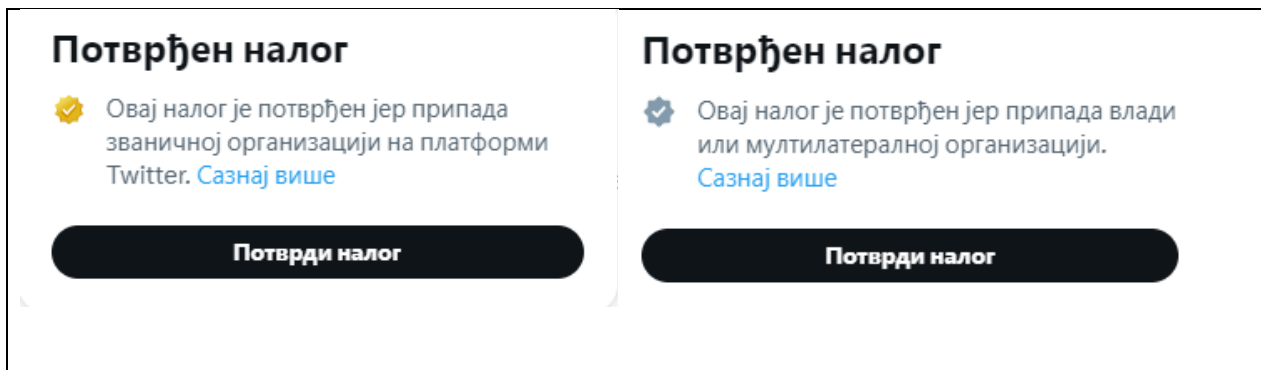 Потврђен налог
Овај налог је потврђен јер припада
званичној организацији на платформи
Twitter. Сазнај више
Потврди налог
Потврђен налог
Овај налог је потврђен јер припада влади
или мултилатералној организацији.
Сазнај више
Потврди налог